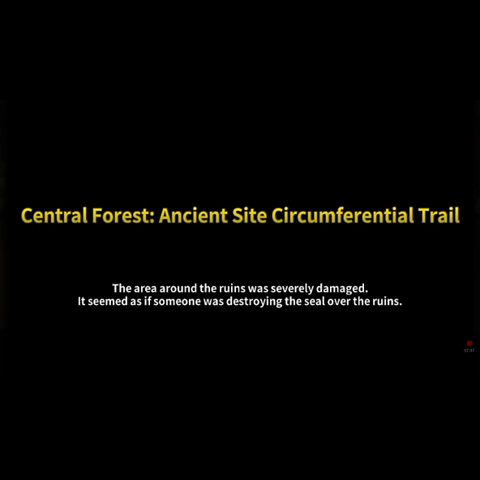 Central Forest: Ancient Site Circumferential Trail
The area around the ruins was severely damaged.
It seemed as if someone was destroying the seal over the ruins.